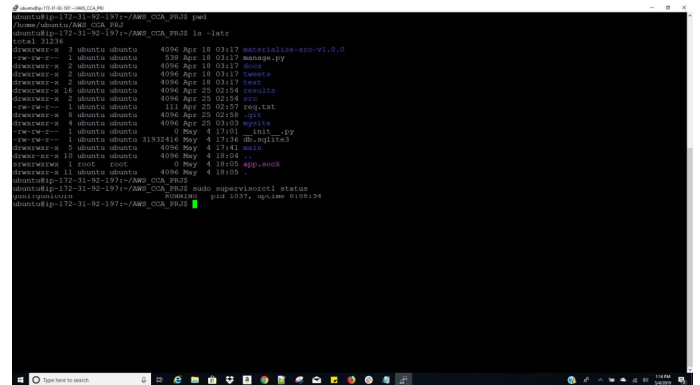 ubuntu@ip-172-31-92-197: ~/AWS_CCA_PRJ
ubuntu@ip-172-31-92-197:~/AWS_CCA_PRJ$ pwd
/home/ubuntu/AWS_CCA_PRJ
ubuntu@ip-172-31-92-197:~/AWS_CCA_PRJ$ ls -latr
total 31236
drwxrwxr-x  3 ubuntu ubuntu     4096 Apr 18 03:17 materialize-src-v1.0.0
-rw-rw-r--  1 ubuntu ubuntu      538 Apr 18 03:17 manage.py
drwxrwxr-x  2 ubuntu ubuntu     4096 Apr 18 03:17 docs
drwxrwxr-x  2 ubuntu ubuntu     4096 Apr 18 03:17 tweets
drwxrwxr-x  2 ubuntu ubuntu     4096 Apr 18 03:17 text
drwxrwxr-x 16 ubuntu ubuntu     4096 Apr 25 02:54 results
drwxrwxr-x  2 ubuntu ubuntu     4096 Apr 25 02:54 src
-rw-rw-r--  1 ubuntu ubuntu      111 Apr 25 02:57 req.txt
drwxrwxr-x  8 ubuntu ubuntu     4096 Apr 25 02:58 .git
drwxrwxr-x  4 ubuntu ubuntu     4096 Apr 25 03:03 mysite
-rw-rw-r--  1 ubuntu ubuntu        0 May  4 17:01 __init__.py
-rw-rw-r--  1 ubuntu ubuntu 31932416 May  4 17:36 db.sqlite3
drwxrwxr-x  5 ubuntu ubuntu     4096 May  4 17:41 main
drwxr-xr-x 10 ubuntu ubuntu     4096 May  4 18:04 ..
srwxrwxrwx  1 root   root          0 May  4 18:05 app.sock
drwxrwxr-x 11 ubuntu ubuntu     4096 May  4 18:05 .
ubuntu@ip-172-31-92-197:~/AWS_CCA_PRJ$
ubuntu@ip-172-31-92-197:~/AWS_CCA_PRJ$ sudo supervisorctl status
guni:gunicorn                    RUNNING   pid 1037, uptime 0:08:34
ubuntu@ip-172-31-92-197:~/AWS_CCA_PRJ$
Type here to search
1:14 PM
5/4/2019